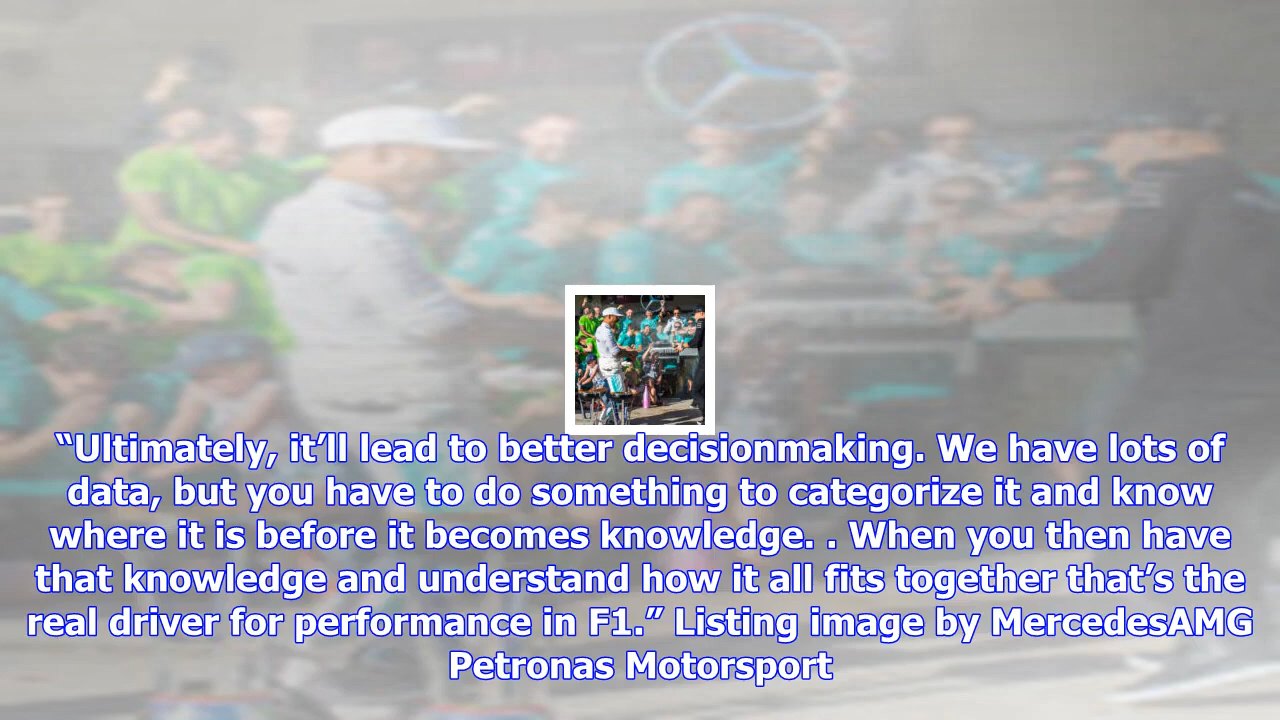 “Ultimately, it’ll lead to better decisionmaking. We have lots of
data, but you have to do something to categorize it and know
where it is before it becomes knowledge. . When you then have
that knowledge and understand how it all fits together that’s the
real driver for performance in F1.” Listing image by MercedesAMG
Petronas Motorsport